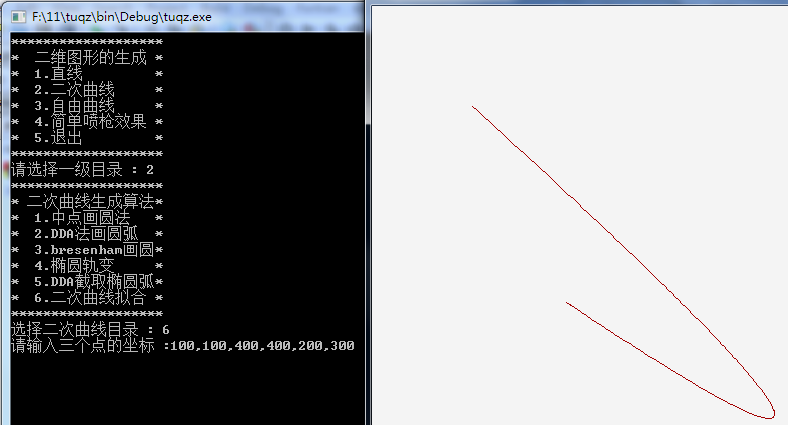 F:\11\tuqz\bin\Debug\tuqz.exe
*******************
*  二维图形的生成 *
*  1.直线         *
*  2.二次曲线     *
*  3.自由曲线     *
*  4.简单喷枪效果 *
*  5.退出         *
*******************
请选择一级目录 : 2
*******************
* 二次曲线生成算法*
*  1.中点画圆法   *
*  2.DDA法画圆弧  *
*  3.bresenham画圆*
*  4.椭圆轨变     *
*  5.DDA截取椭圆弧*
*  6.二次曲线拟合 *
*******************
选择二次曲线目录 : 6
请输入三个点的坐标 :100,100,400,400,200,300